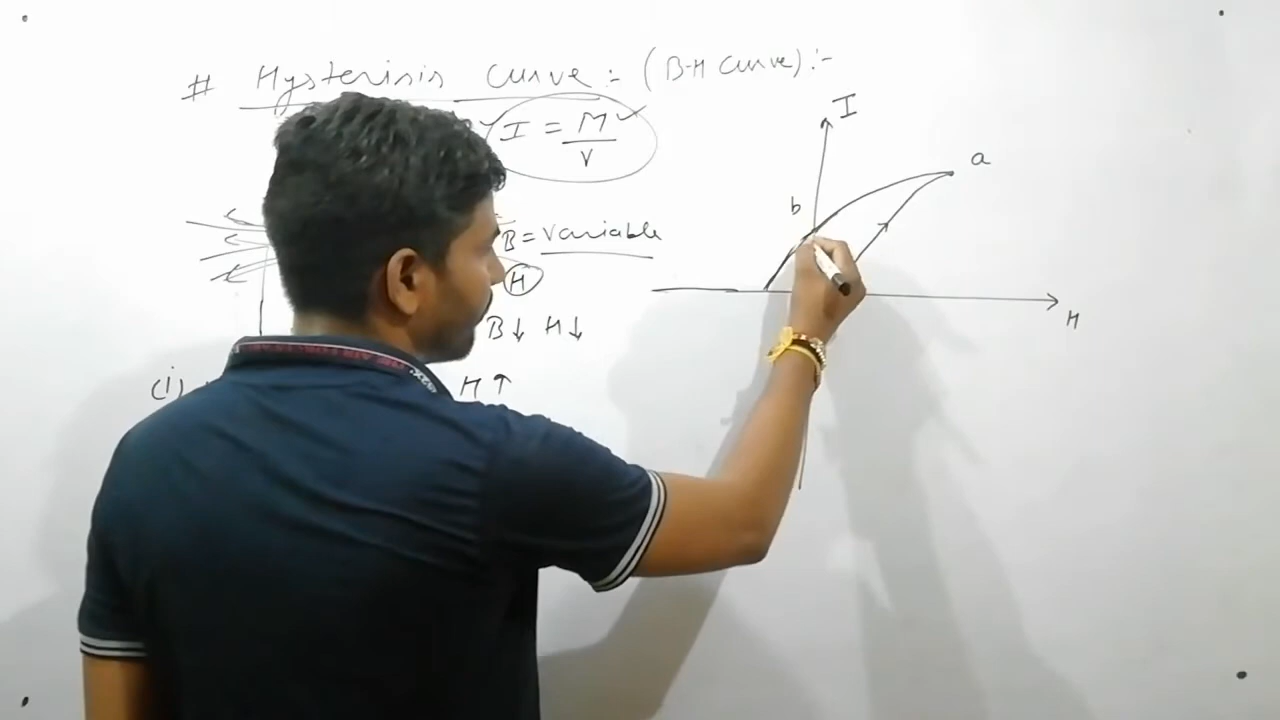 # Hysterisis Curve:- (B-H Curve):-
I = M/V
B = Variable
H
B↓ H↓
(i) H↑
I
a
b
H